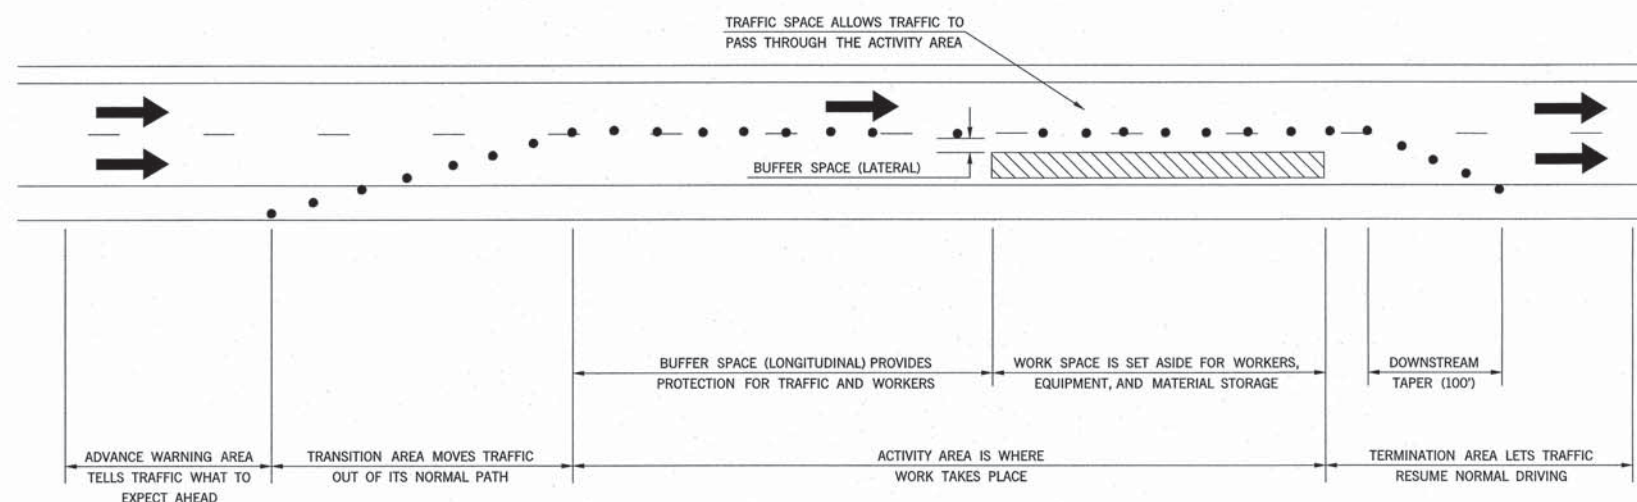 TRAFFIC SPACE ALLOWS TRAFFIC TO
PASS THROUGH THE ACTIVITY AREA
BUFFER SPACE (LATERAL)
BUFFER SPACE (LONGITUDINAL) PROVIDES
PROTECTION FOR TRAFFIC AND WORKERS
WORK SPACE IS SET ASIDE FOR WORKERS,
EQUIPMENT, AND MATERIAL STORAGE
DOWNSTREAM
TAPER (100')
ADVANCE WARNING AREA
TELLS TRAFFIC WHAT TO
EXPECT AHEAD
TRANSITION AREA MOVES TRAFFIC
OUT OF ITS NORMAL PATH
ACTIVITY AREA IS WHERE
WORK TAKES PLACE
TERMINATION AREA LETS TRAFFIC
RESUME NORMAL DRIVING